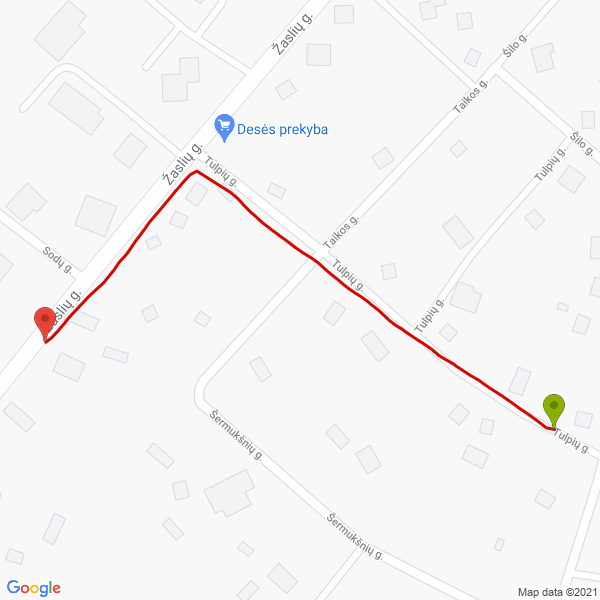 Žaslių g.
Šilo g.
Taikos g.
Desės prekyba
Šilo g.
Žaslių g.
Tulpių g.
Tulpių g.
Taikos g.
Sodų g.
Tulpių g.
Žaslių g.
Tulpių g.
Šermukšnių g.
Tulpių g.
Šermukšnių g.
Google
Map data ©2021